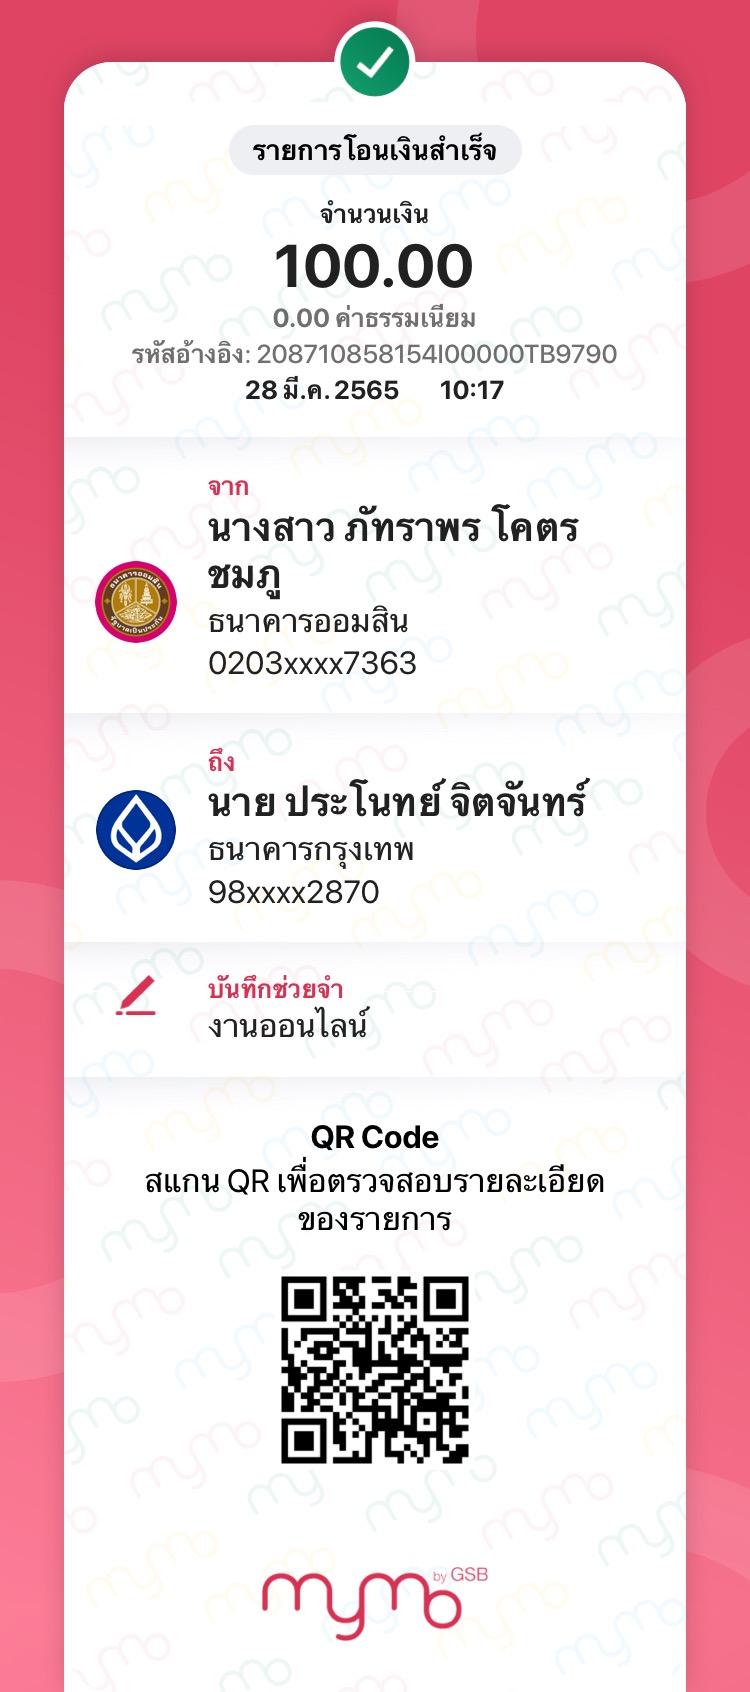 รายการโอนเงินสำเร็จ
จำนวนเงิน
100.00
0.00 ค่าธรรมเนียม
รหัสอ้างอิง: 208710858154I00000TB9790
28 มี.ค. 2565 10:17
จาก
นางสาว ภัทราพร โคตร
ชมภู
ธนาคารออมสิน
0203xxxx7363
ถึง
นาย ประโนทย์ จิตจันทร์
ธนาคารกรุงเทพ
98xxxx2870
บันทึกช่วยจำ
งานออนไลน์
QR Code
สแกน QR เพื่อตรวจสอบรายละเอียด
ของรายการ
mymo by GSB